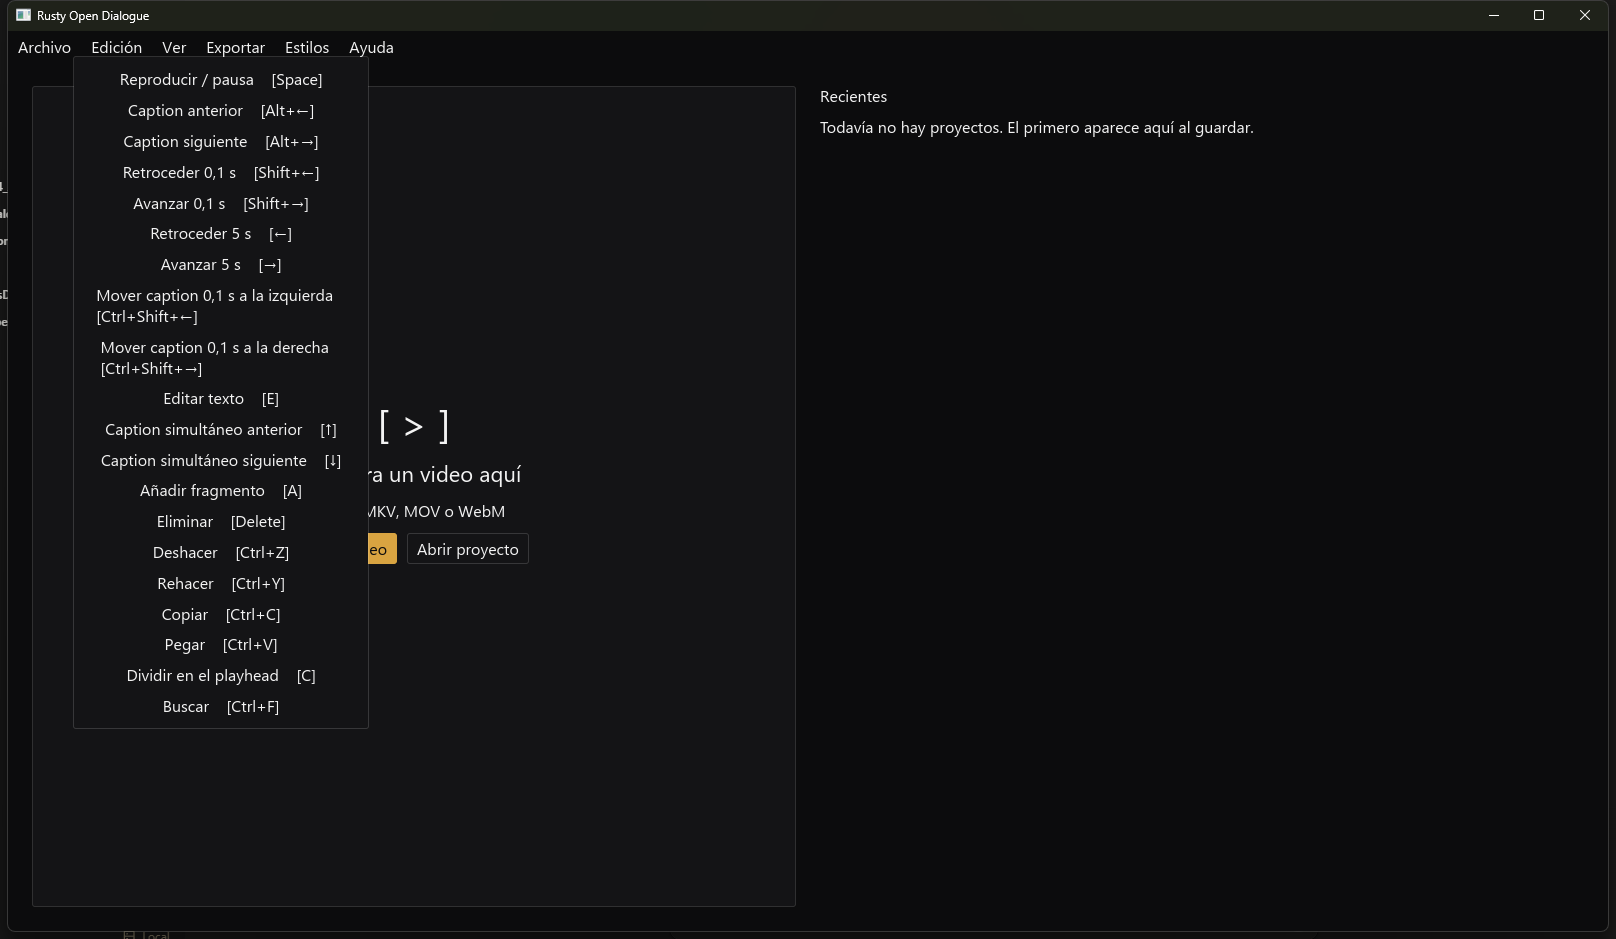 Rusty Open Dialogue
Archivo Edición Ver Exportar Estilos Ayuda
Reproducir / pausa [Space]
Caption anterior [Alt+←]
Caption siguiente [Alt+→]
Retroceder 0,1 s [Shift+←]
Avanzar 0,1 s [Shift+→]
Retroceder 5 s [←]
Avanzar 5 s [→]
Mover caption 0,1 s a la izquierda
[Ctrl+Shift+←]
Mover caption 0,1 s a la derecha
[Ctrl+Shift+→]
Editar texto [E]
Caption simultáneo anterior [↑]
Caption simultáneo siguiente [↓]
Añadir fragmento [A]
Eliminar [Delete]
Deshacer [Ctrl+Z]
Rehacer [Ctrl+Y]
Copiar [Ctrl+C]
Pegar [Ctrl+V]
Dividir en el playhead [C]
Buscar [Ctrl+F]
[ > ]
ra un video aquí
MKV, MOV o WebM
eo
Abrir proyecto
Recientes
Todavía no hay proyectos. El primero aparece aquí al guardar.
Local